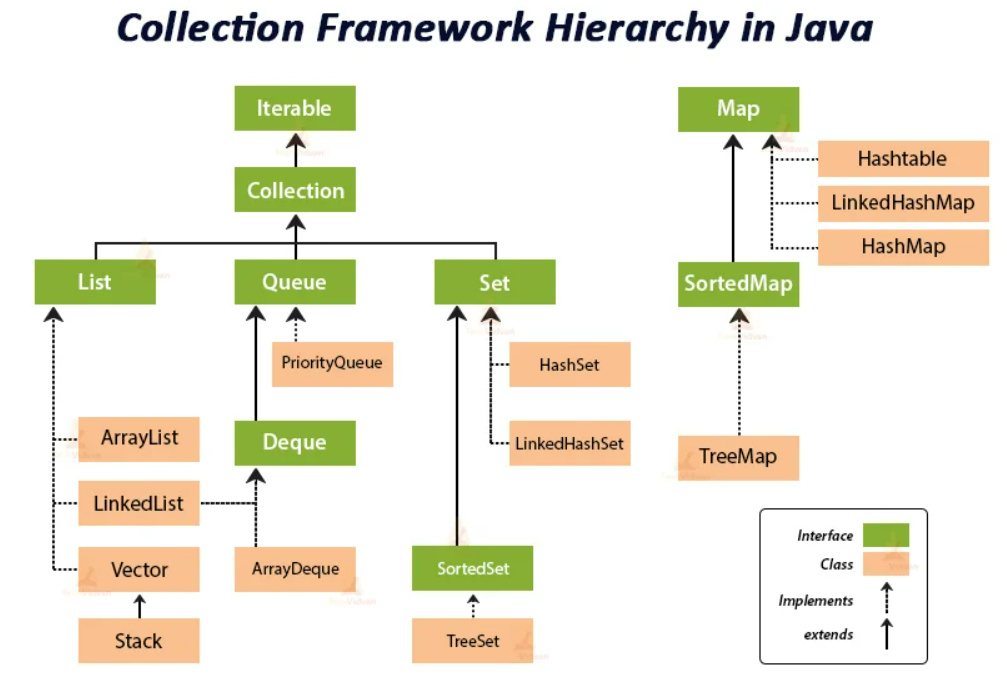 Collection Framework Hierarchy in Java
Iterable
Map
Hashtable
Collection
LinkedHashMap
HashMap
List
Queue
Set
SortedMap
PriorityQueue
HashSet
ArrayList
Deque
LinkedHashSet
TreeMap
LinkedList
Vector
ArrayDeque
SortedSet
Interface
Class
Implements
extends
Stack
TreeSet